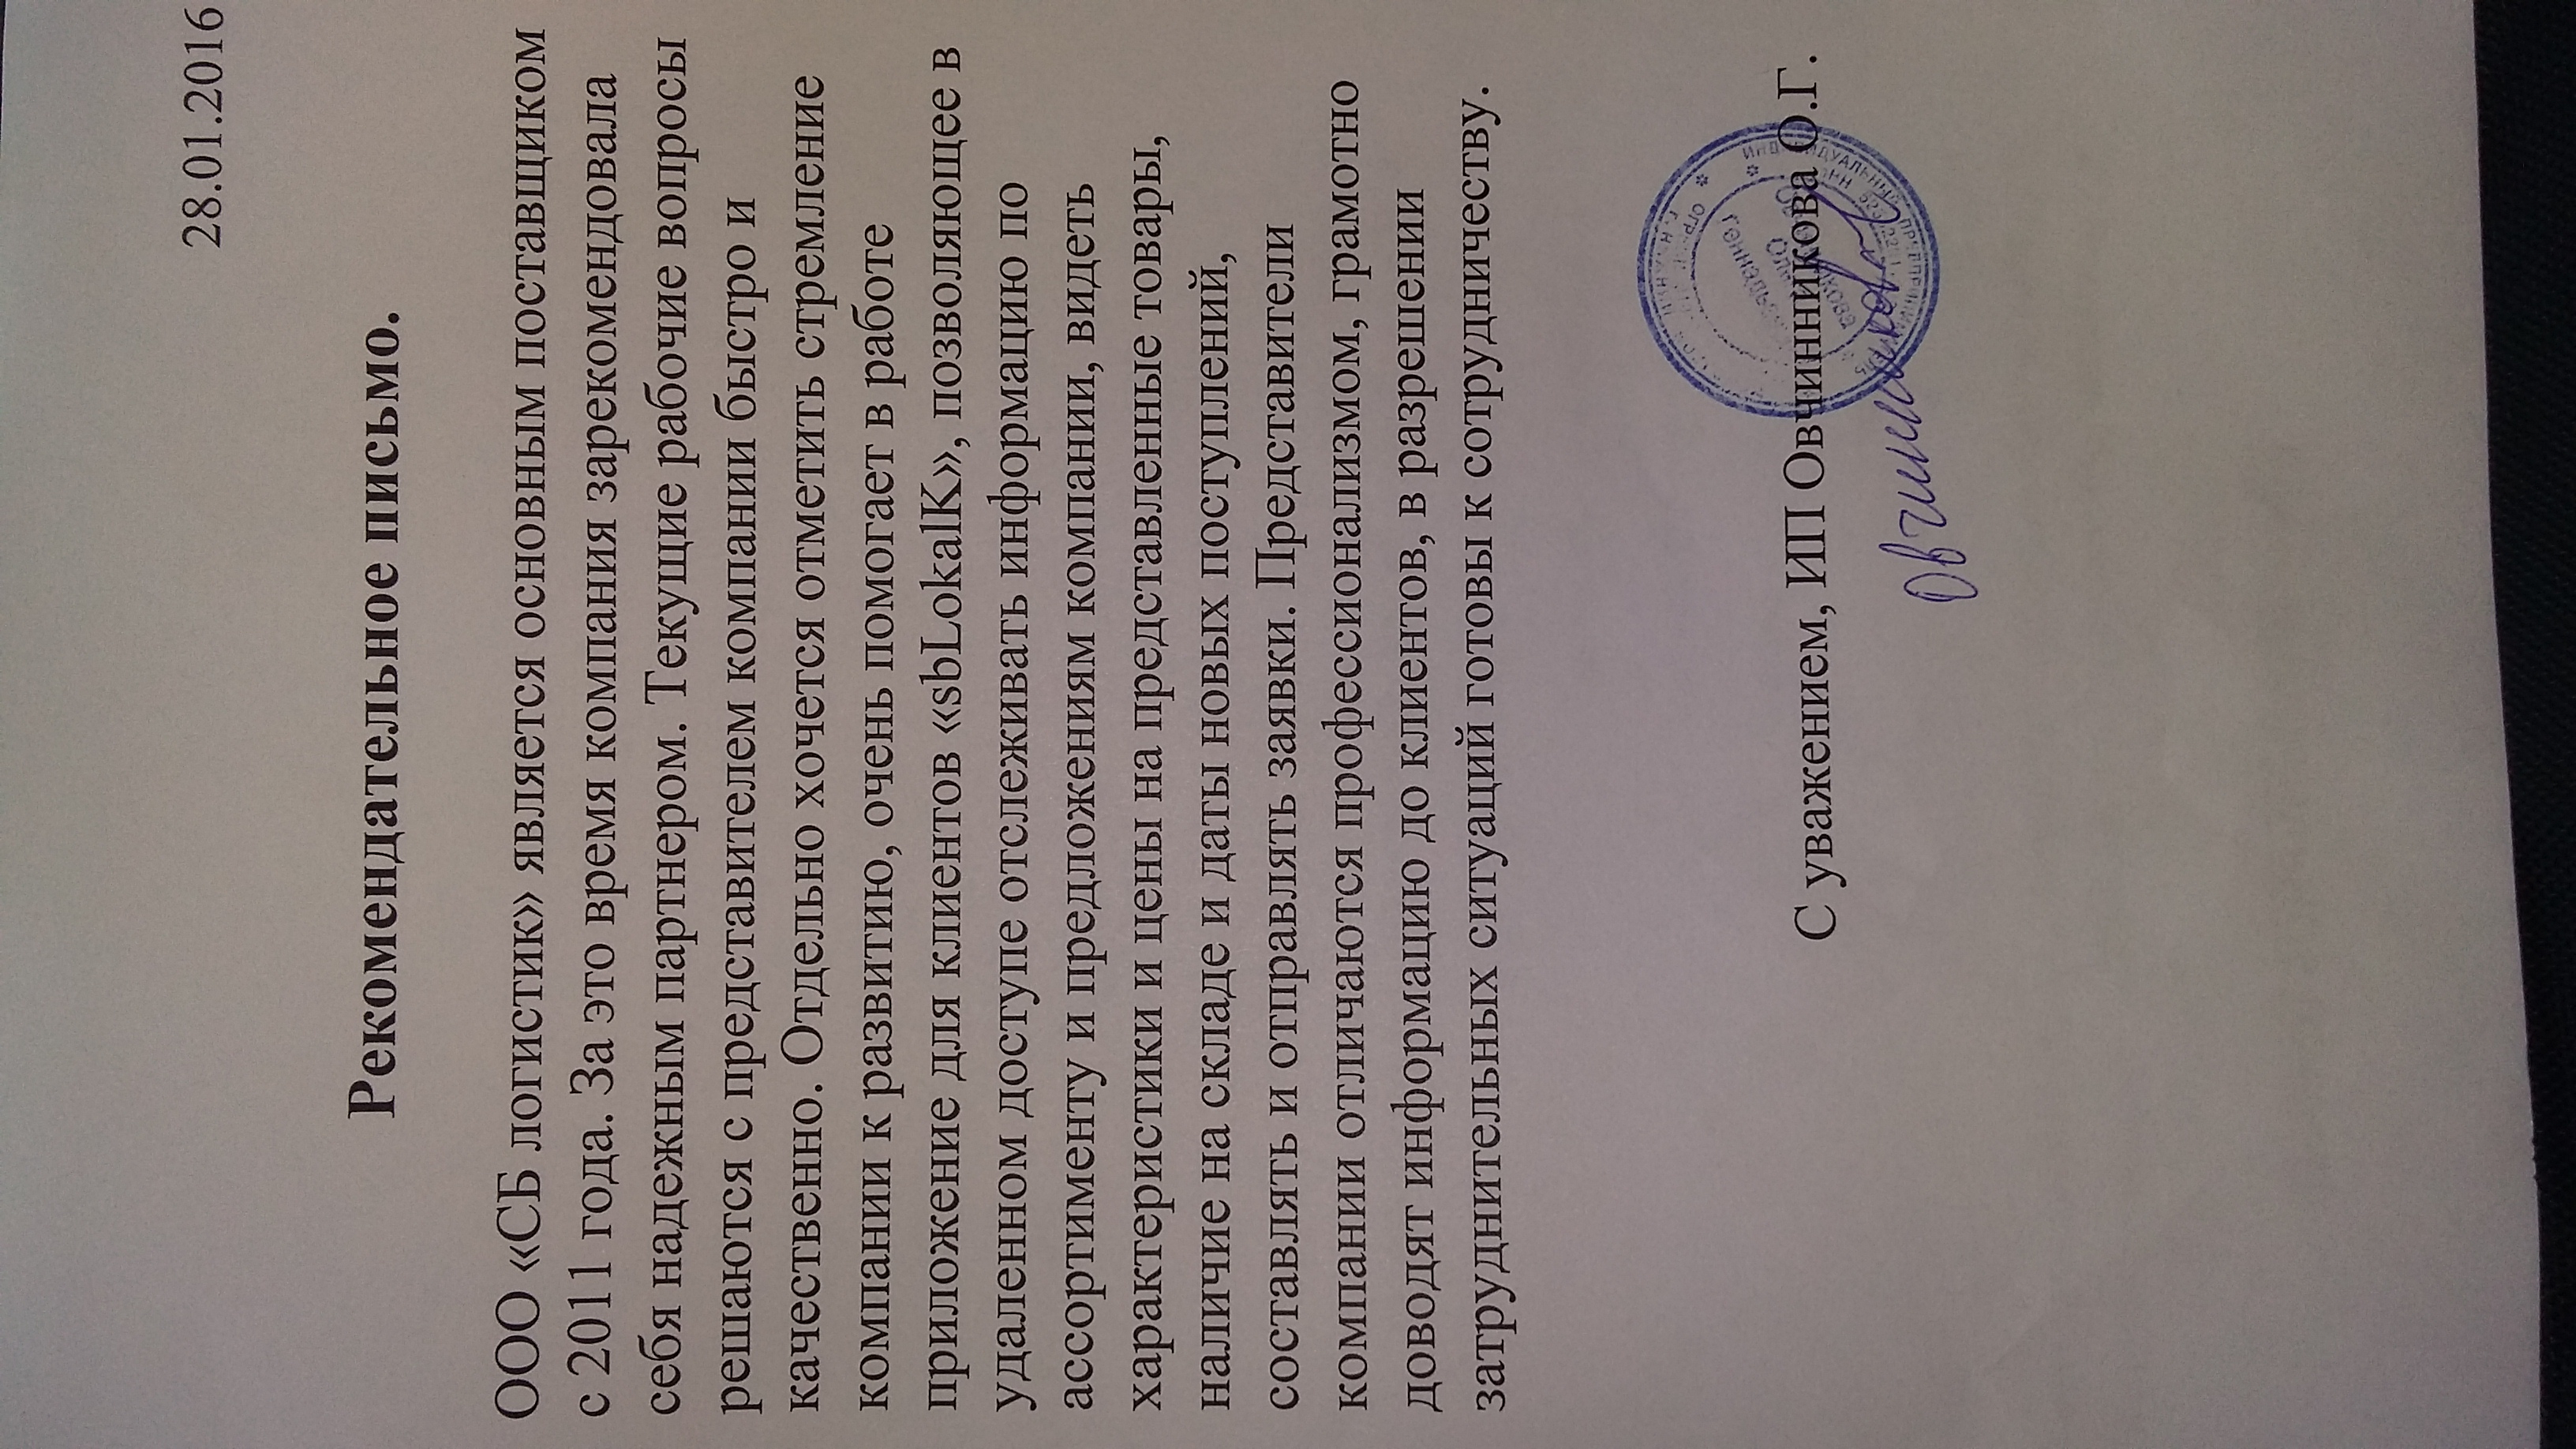 28.01.2016
Рекомендательное письмо.
ООО «СБ логистик» является основным поставщиком
с 2011 года. За это время компания зарекомендовала
себя надежным партнером. Текущие рабочие вопросы
решаются с представителем компании быстро и
качественно. Отдельно хочется отметить стремление
компании к развитию, очень помогает в работе
приложение для клиентов «sbLokalK», позволяющее в
удаленном доступе отслеживать информацию по
ассортименту и предложениям компании, видеть
характеристики и цены на представленные товары,
наличие на складе и даты новых поступлений,
составлять и отправлять заявки. Представители
компании отличаются профессионализмом, грамотно
доводят информацию до клиентов, в разрешении
затруднительных ситуаций готовы к сотрудничеству.
С уважением, ИП Овчинникова О.Г.
Овчинникова